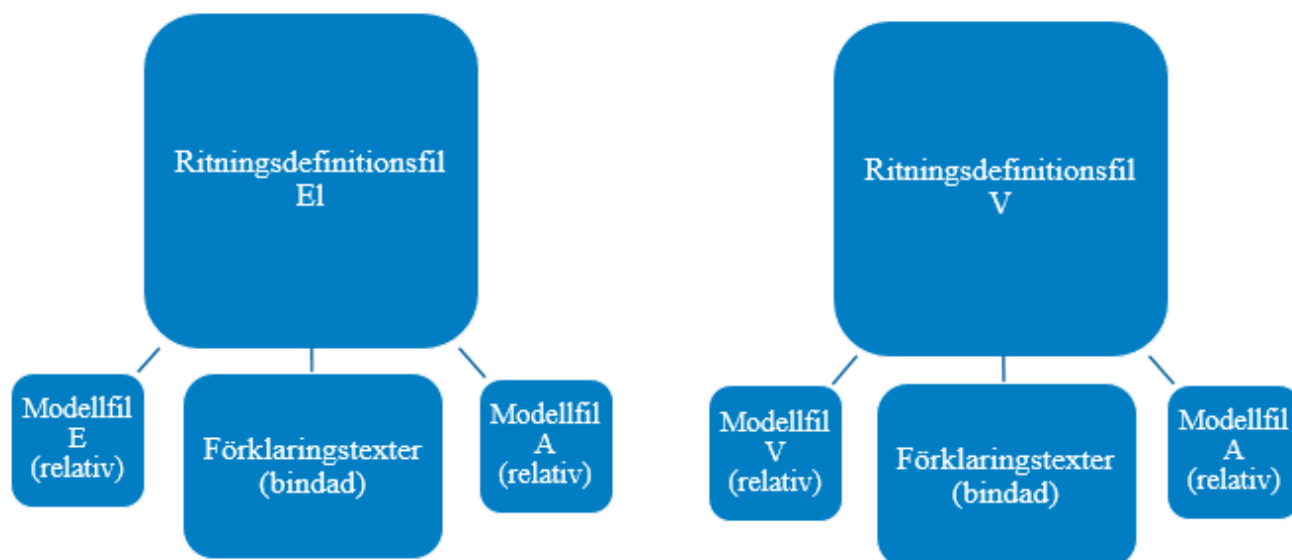 Ritningsdefinitionsfil
El
Modellfil
E
(relativ)
Förklaringstexter
(bindad)
Modellfil
A
(relativ)
Ritningsdefinitionsfil
V
Modellfil
V
(relativ)
Förklaringstexter
(bindad)
Modellfil
A
(relativ)